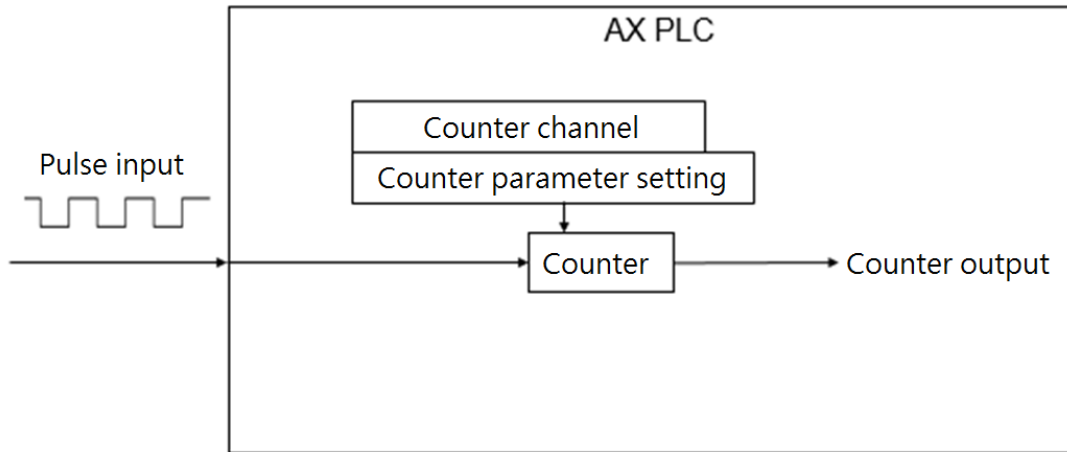 AX PLC
Counter channel
Pulse input
Counter parameter setting
Counter
Counter output